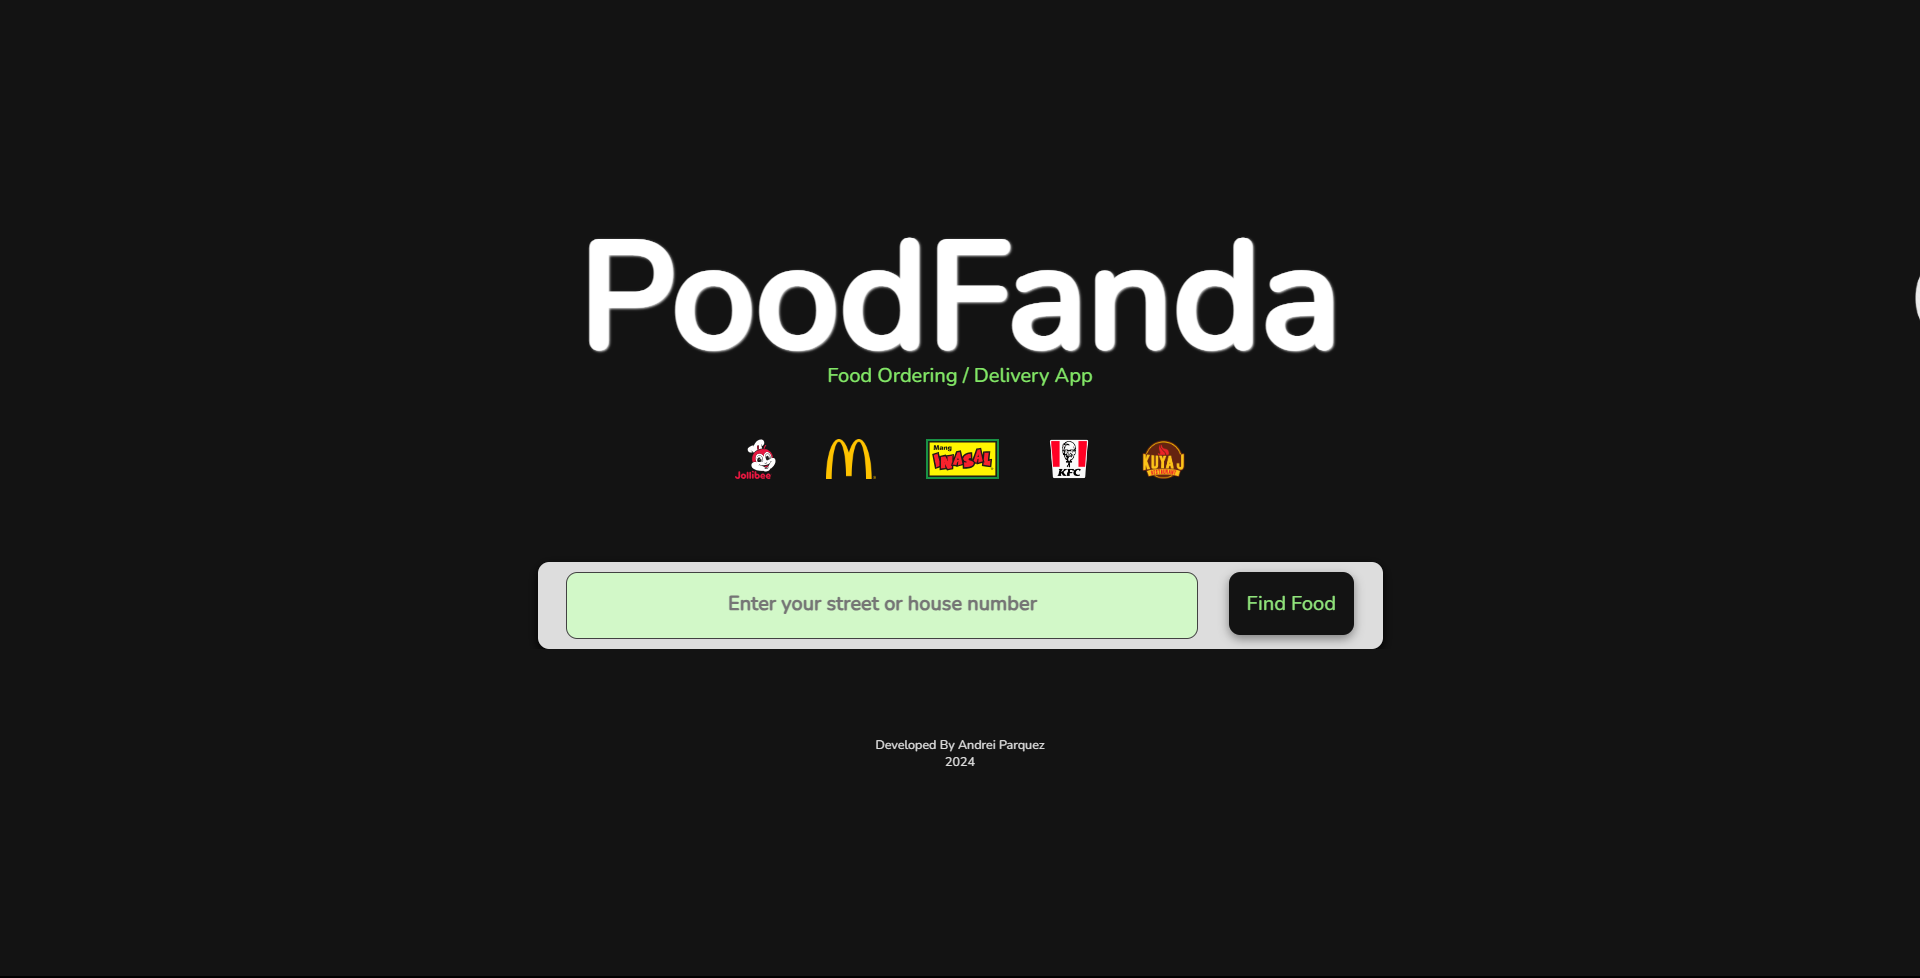 PoodFanda
Food Ordering / Delivery App
Jollibee
Mang
INASAL
KFC
KUYA J
RESTAURANT
Enter your street or house number
Find Food
Developed By Andrei Parquez
2024